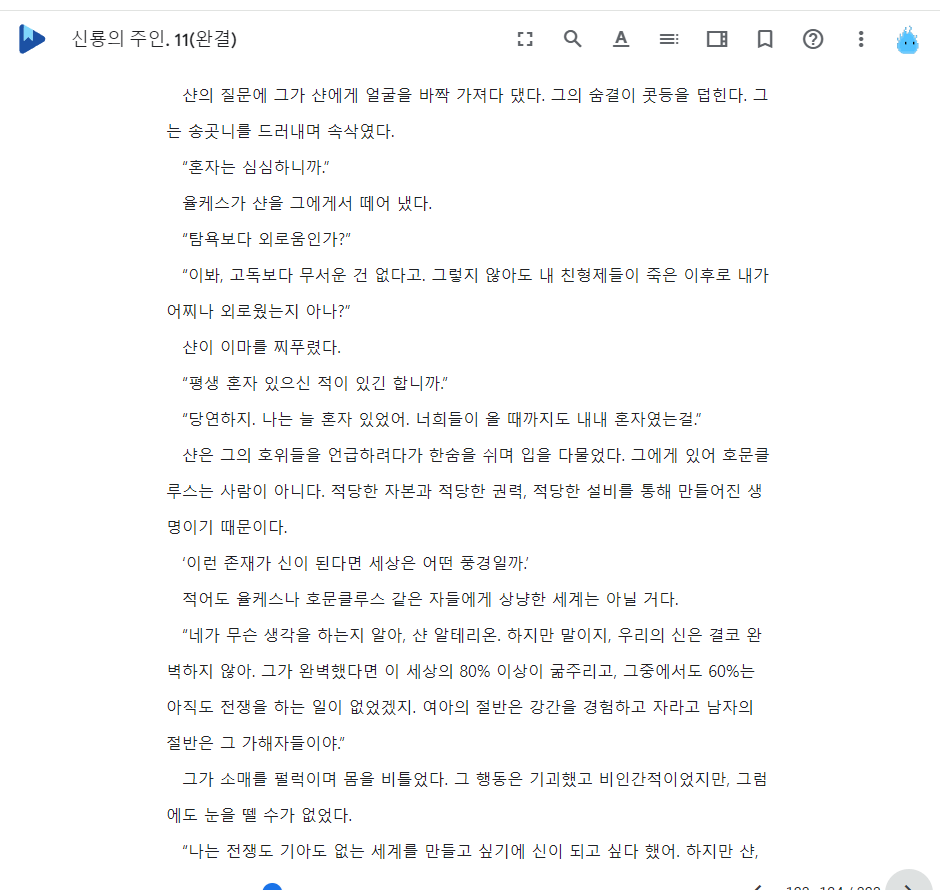 신룡의 주인. 11(완결)
샨의 질문에 그가 샨에게 얼굴을 바짝 가져다 댔다. 그의 숨결이 콧등을 덥힌다. 그
는 송곳니를 드러내며 속삭였다.
“혼자는 심심하니까.”
율케스가 샨을 그에게서 떼어 냈다.
“탐욕보다 외로움인가?”
“이봐, 고독보다 무서운 건 없다고. 그렇지 않아도 내 친형제들이 죽은 이후로 내가
어찌나 외로웠는지 아나?”
샨이 이마를 찌푸렸다.
“평생 혼자 있으신 적이 있긴 합니까.”
“당연하지. 나는 늘 혼자 있었어. 너희들이 올 때까지도 내내 혼자였는걸.”
샨은 그의 호위들을 언급하려다가 한숨을 쉬며 입을 다물었다. 그에게 있어 호문클
루스는 사람이 아니다. 적당한 자본과 적당한 권력, 적당한 설비를 통해 만들어진 생
명이기 때문이다.
‘이런 존재가 신이 된다면 세상은 어떤 풍경일까.’
적어도 율케스나 호문클루스 같은 자들에게 상냥한 세계는 아닐 거다.
“네가 무슨 생각을 하는지 알아, 샨 알테리온. 하지만 말이지, 우리의 신은 결코 완
벽하지 않아. 그가 완벽했다면 이 세상의 80% 이상이 굶주리고, 그중에서도 60%는
아직도 전쟁을 하는 일이 없었겠지. 여아의 절반은 강간을 경험하고 자라고 남자의
절반은 그 가해자들이야.”
그가 소매를 펄럭이며 몸을 비틀었다. 그 행동은 기괴했고 비인간적이었지만, 그럼
에도 눈을 뗄 수가 없었다.
“나는 전쟁도 기아도 없는 세계를 만들고 싶기에 신이 되고 싶다 했어. 하지만 샨,